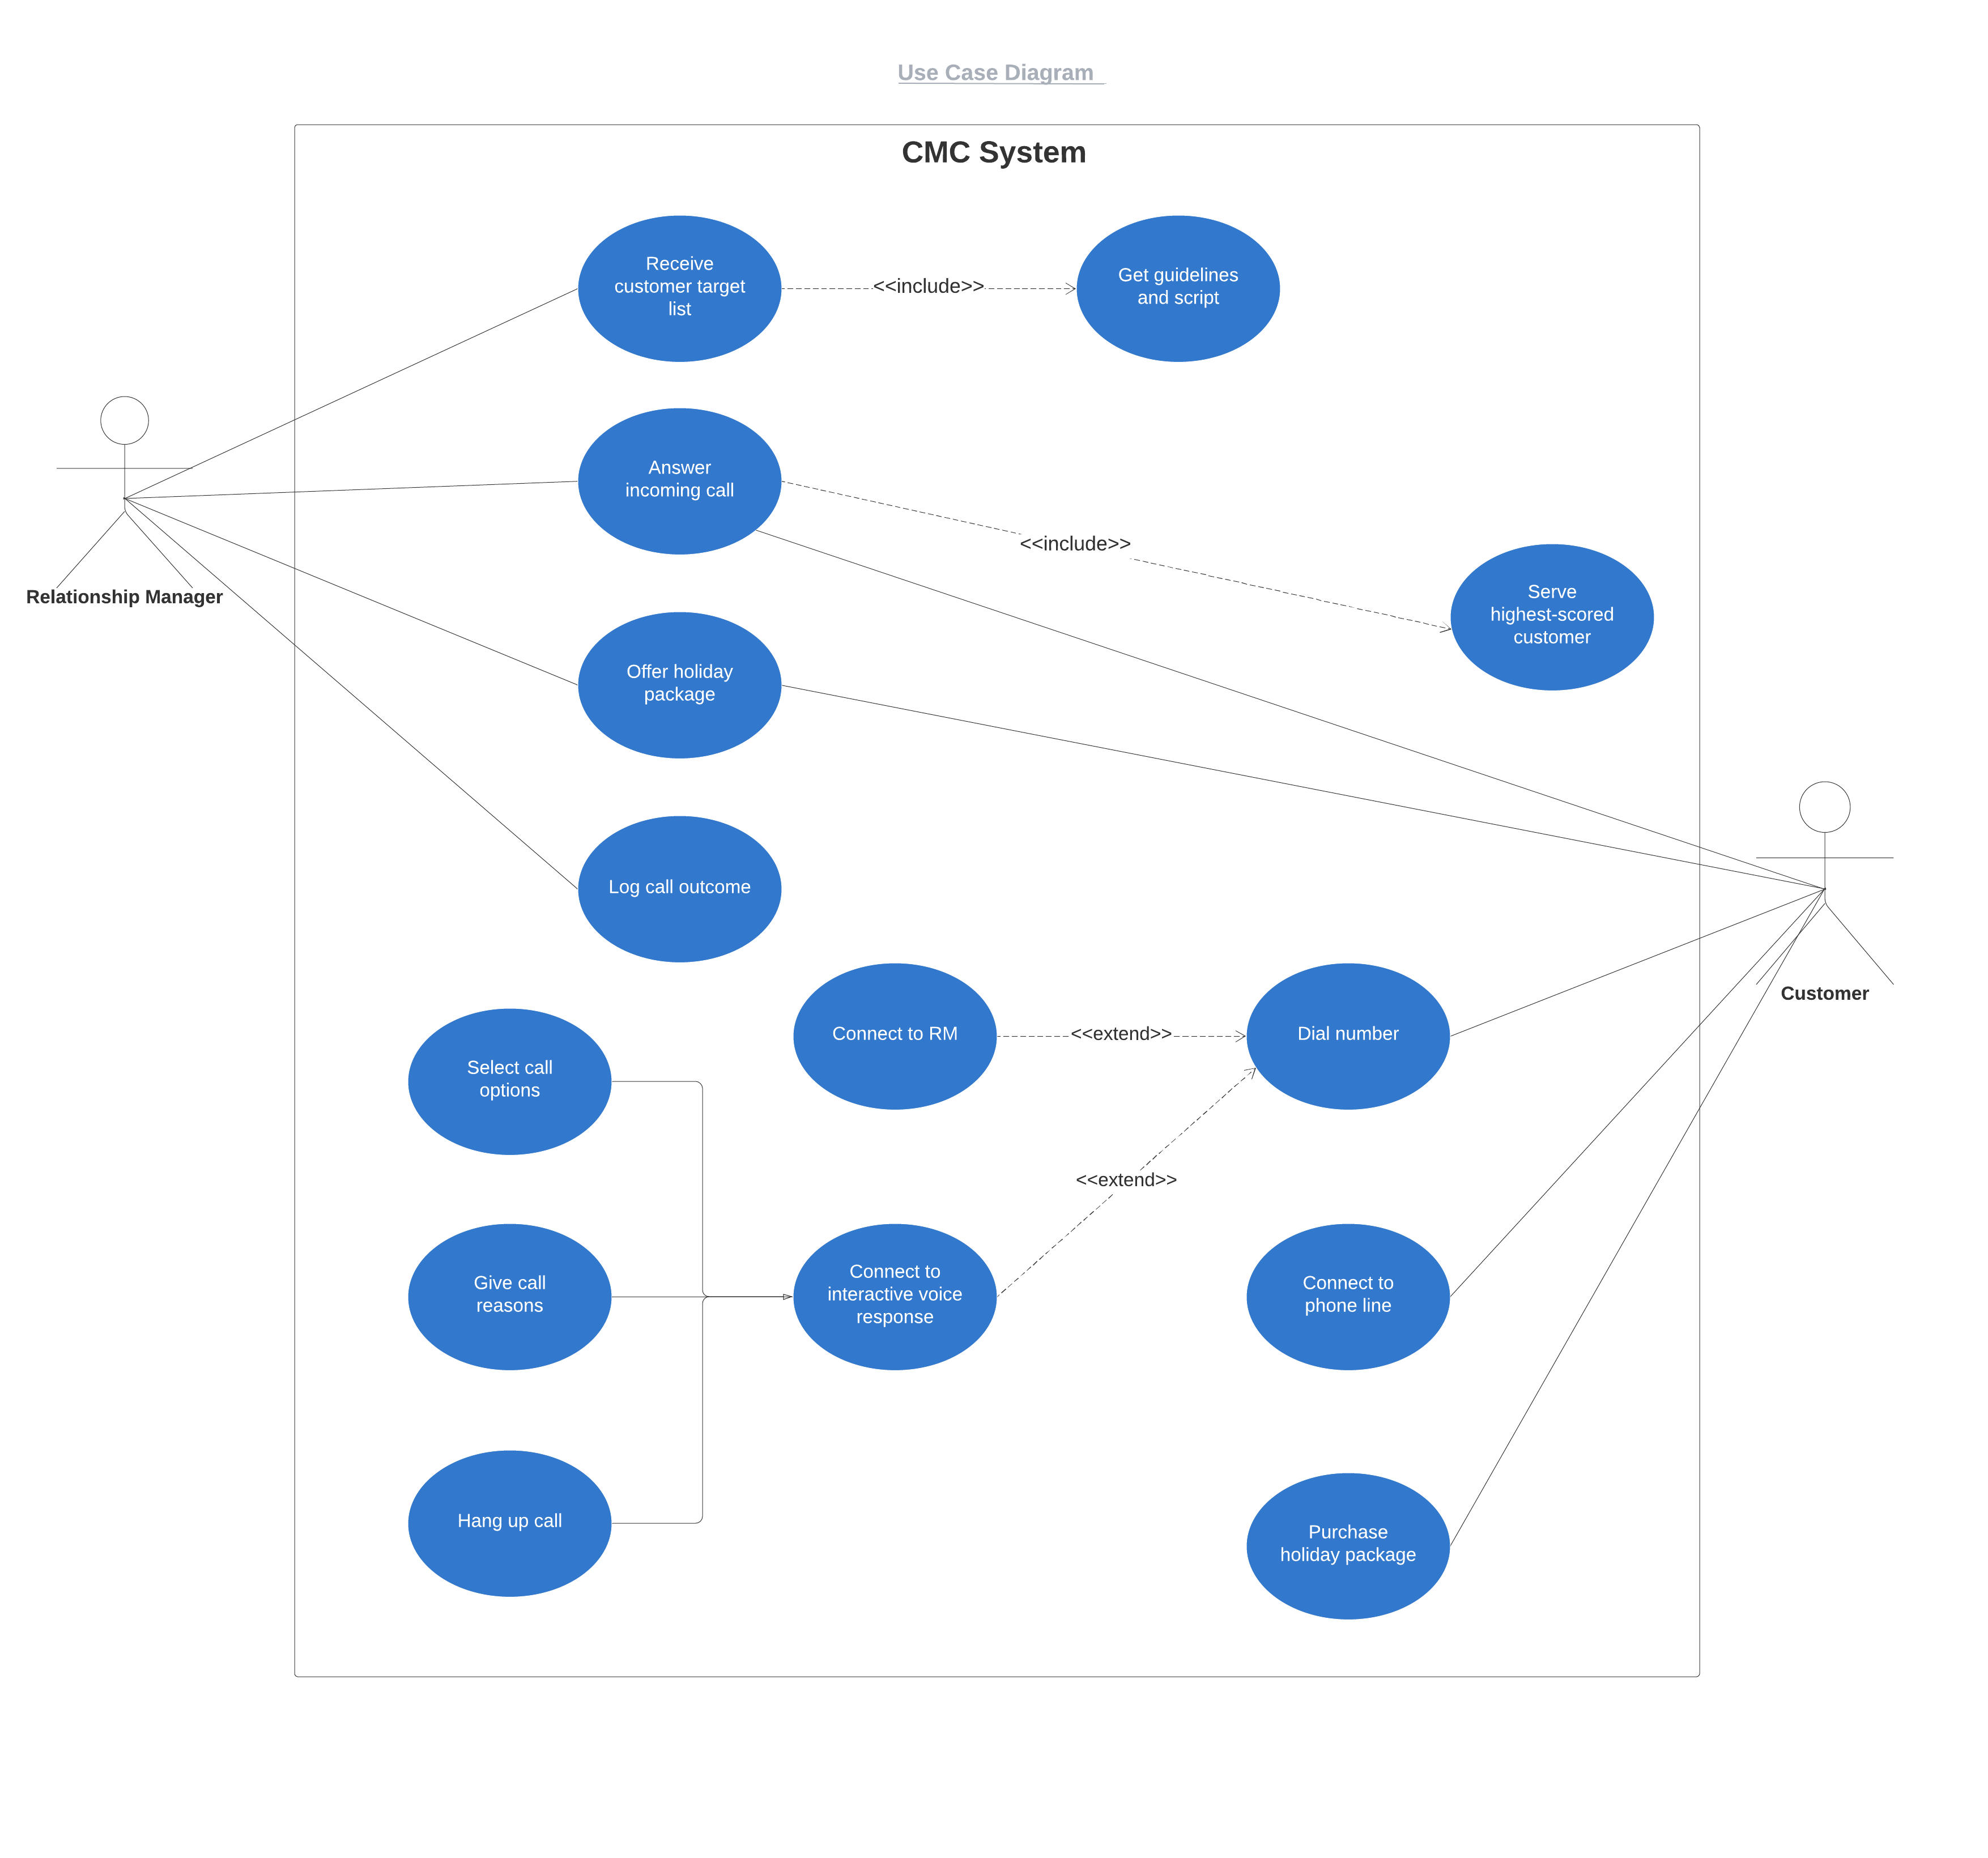 Use Case Diagram
CMC System
Receive
customer target
list
<<include>>
Get guidelines
and script
Answer
incoming call
<<include>>
Serve
highest-scored
customer
Relationship Manager
Offer holiday
package
Log call outcome
Customer
Connect to RM
<<extend>>
Dial number
Select call
options
<<extend>>
Give call
reasons
Connect to
interactive voice
response
Connect to
phone line
Hang up call
Purchase
holiday package